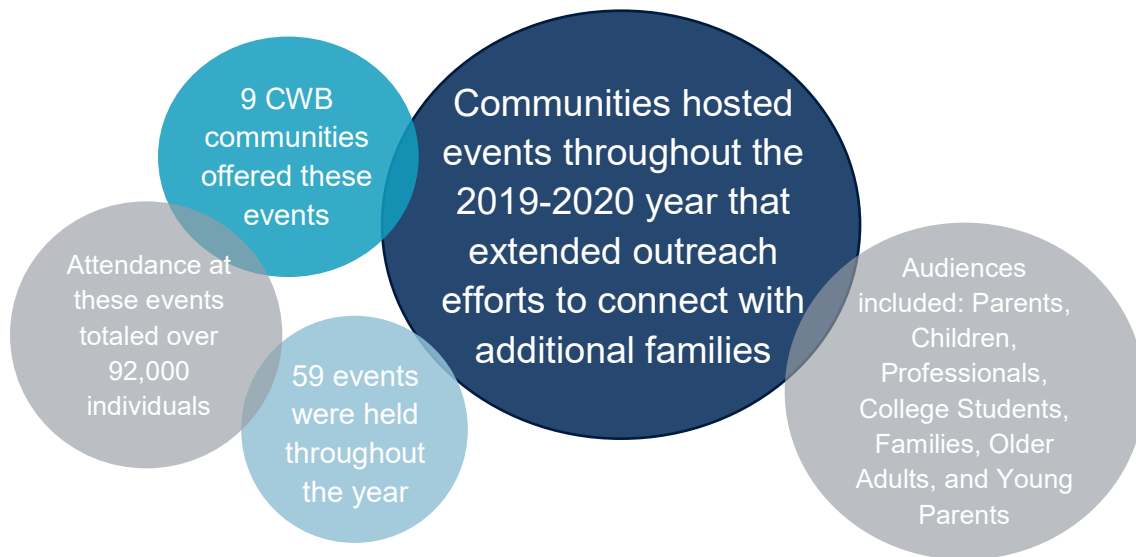 9 CWB
communities
offered these
events
Communities hosted
events throughout the
2019-2020 year that
extended outreach
efforts to connect with
additional families
Attendance at
these events
totaled over
92,000
individuals
59 events
were held
throughout
the year
Audiences
included: Parents,
Children,
Professionals,
College Students,
Families, Older
Adults, and Young
Parents